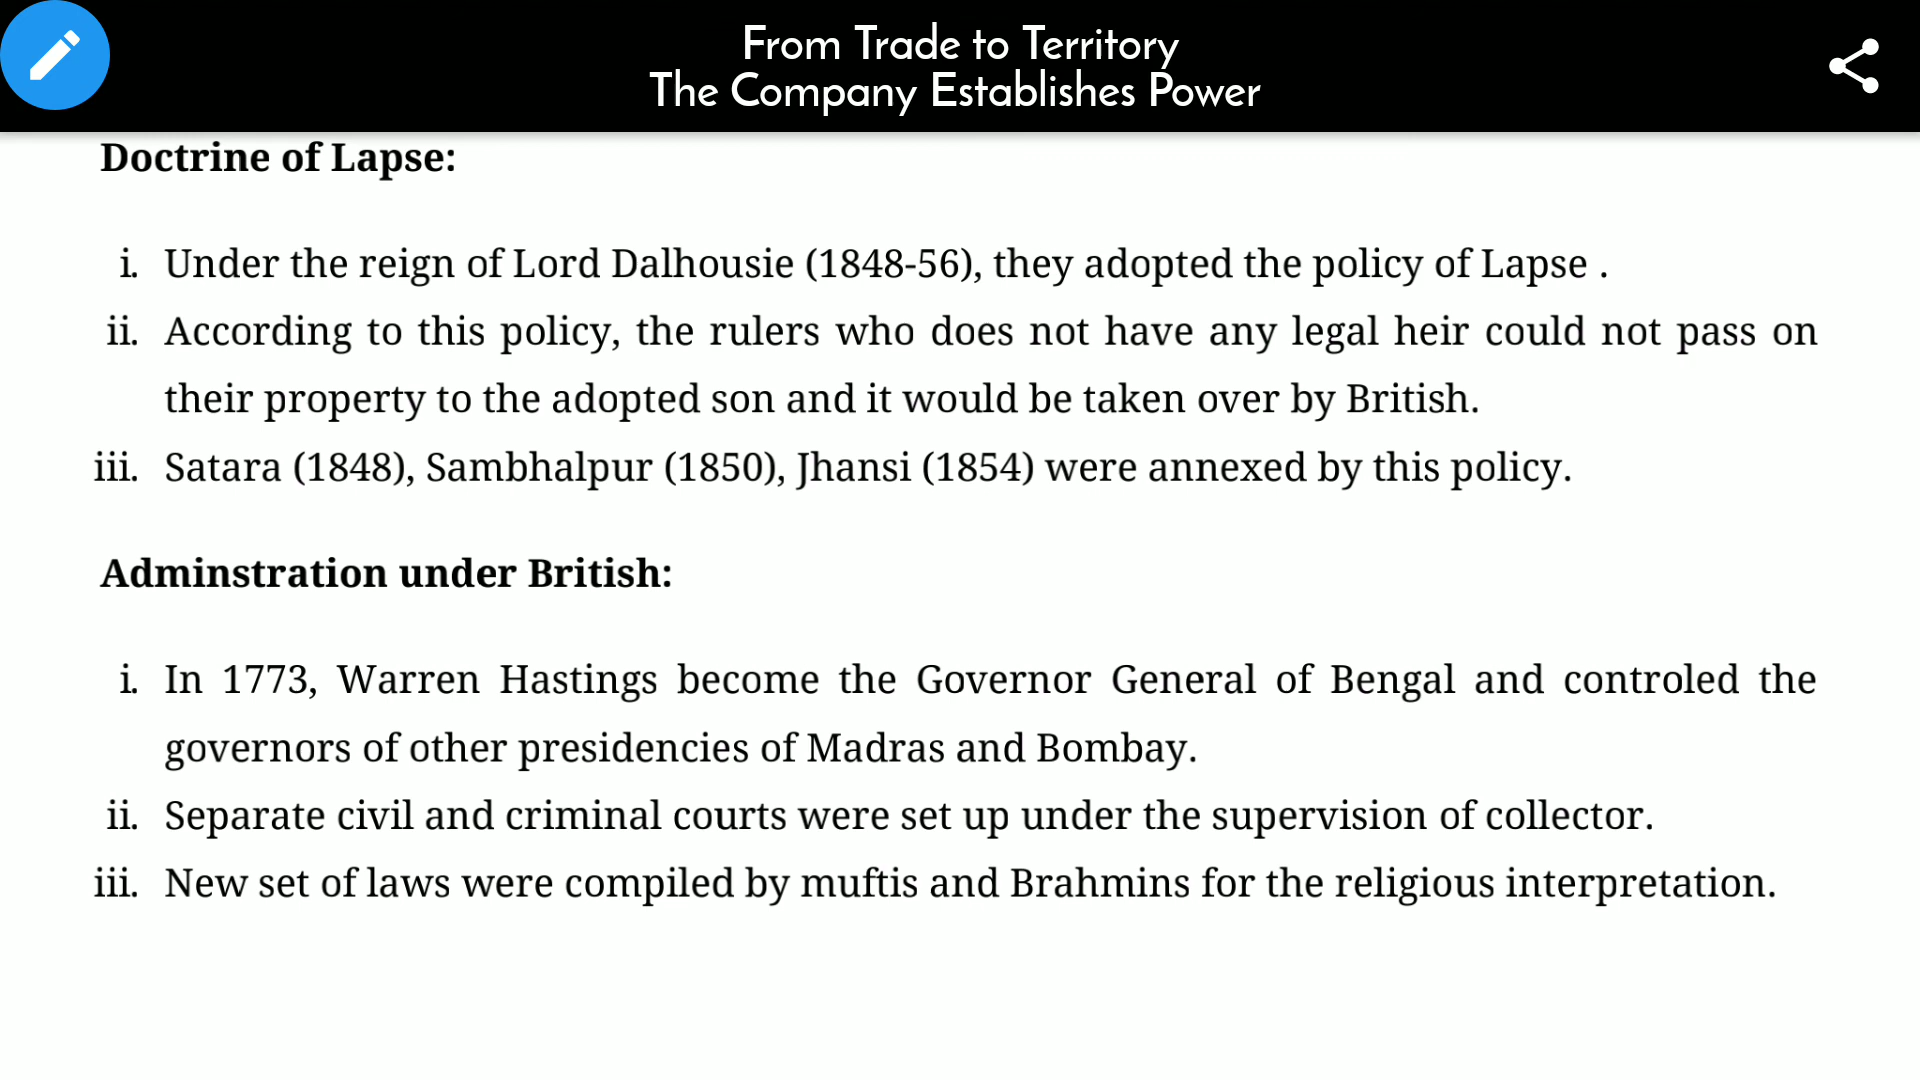 From Trade to Territory
The Company Establishes Power
Doctrine of Lapse:
i. Under the reign of Lord Dalhousie (1848-56), they adopted the policy of Lapse .
ii. According to this policy, the rulers who does not have any legal heir could not pass on
their property to the adopted son and it would be taken over by British.
iii. Satara (1848), Sambhalpur (1850), Jhansi (1854) were annexed by this policy.
Adminstration under British:
i. In 1773, Warren Hastings become the Governor General of Bengal and controled the
governors of other presidencies of Madras and Bombay.
ii. Separate civil and criminal courts were set up under the supervision of collector.
iii. New set of laws were compiled by muftis and Brahmins for the religious interpretation.